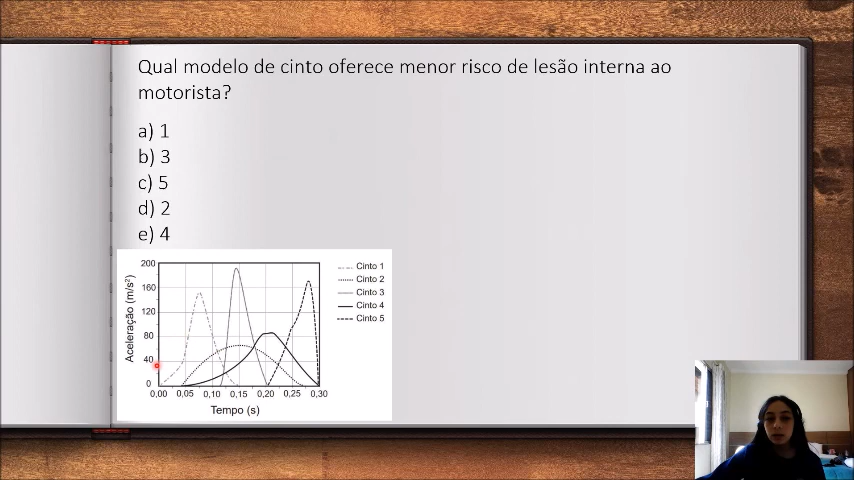 Qual modelo de cinto oferece menor risco de lesão interna ao
motorista?
a) 1
b) 3
c) 5
d) 2
e) 4
200
160
120
80
40
0
Aceleração (m/s²)
0,00 0,05 0,10 0,15 0,20 0,25 0,30
Tempo (s)
Cinto 1
Cinto 2
Cinto 3
Cinto 4
Cinto 5